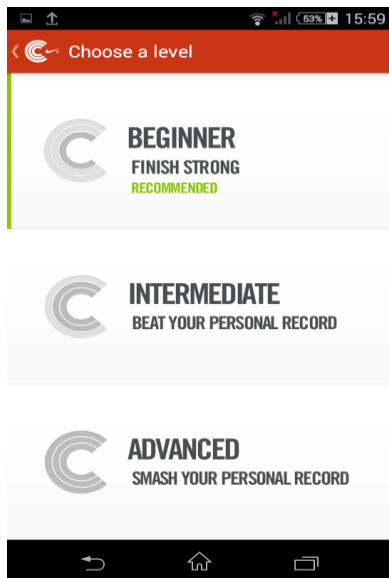 53% 15:59
Choose a level
BEGINNER
FINISH STRONG
RECOMMENDED
INTERMEDIATE
BEAT YOUR PERSONAL RECORD
ADVANCED
SMASH YOUR PERSONAL RECORD